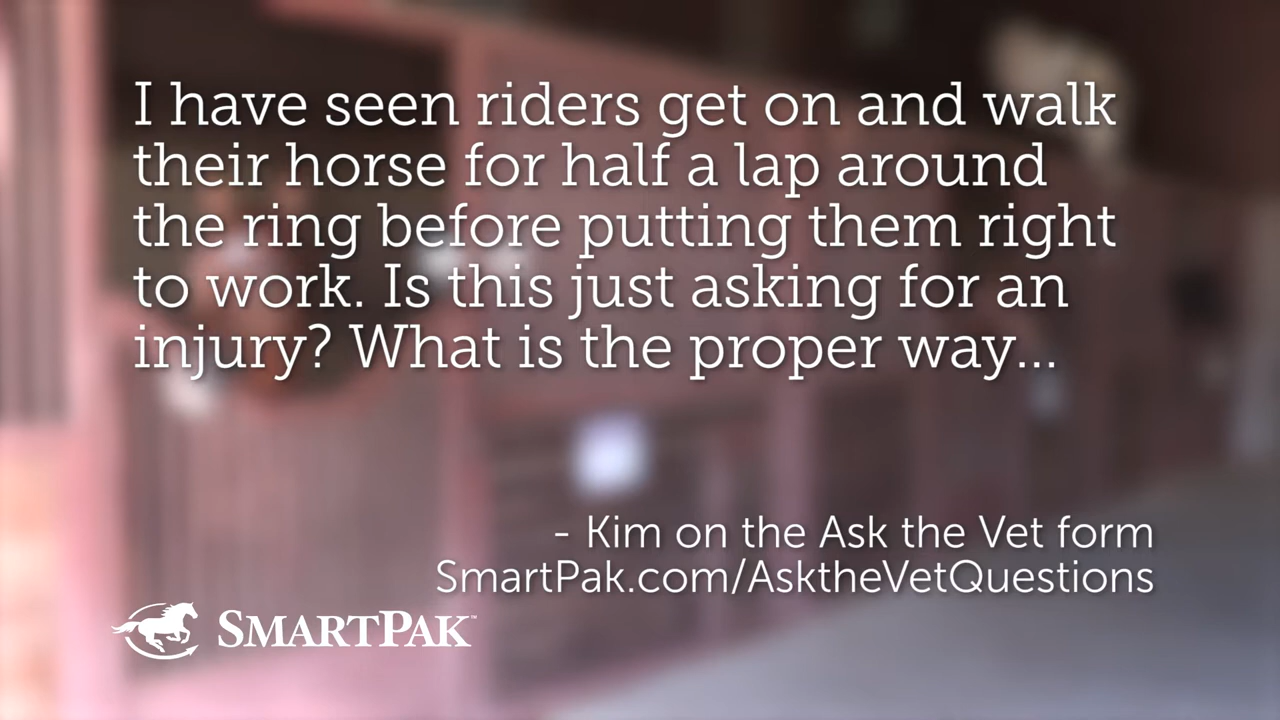 I have seen riders get on and walk
their horse for half a lap around
the ring before putting them right
to work. Is this just asking for an
injury? What is the proper way...
- Kim on the Ask the Vet form
SmartPak.com/AsktheVetQuestions
SMARTPAK™